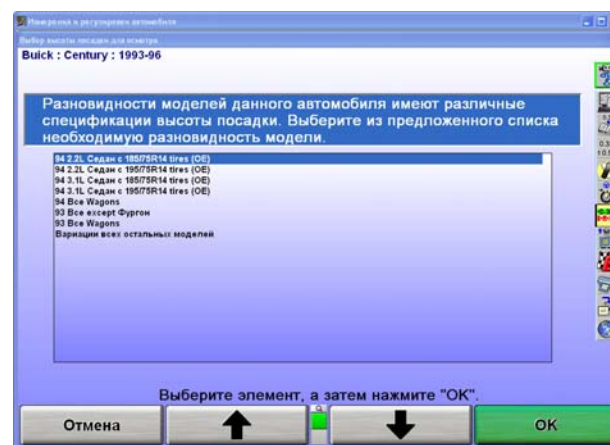 Измерения и регулировки автомобиля
Выбор высоты посадки для осмотра
Buick : Century : 1993-96
Разновидности моделей данного автомобиля имеют различные
спецификации высоты посадки. Выберите из предложенного списка
необходимую разновидность модели.
94 2.2L Седан с 185/75R14 tires (OE)
94 2.2L Седан с 195/75R14 tires (OE)
94 3.1L Седан с 185/75R14 tires (OE)
94 3.1L Седан с 195/75R14 tires (OE)
94 Все Wagons
93 Все except Фургон
93 Все Wagons
Вариации всех остальных моделей
Выберите элемент, а затем нажмите "OK".
Отмена
OK